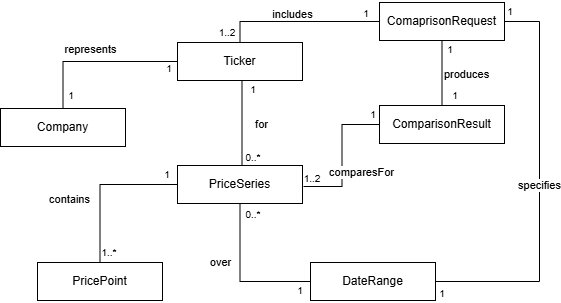 includes
1
ComaprisonRequest
1
1..2
represents
Ticker
1
1
1
produces
1
1
Company
for
1
ComparisonResult
0..*
comparesFor
1
PriceSeries
1..2
specifies
contains
0..*
1..*
over
PricePoint
DateRange
1
1